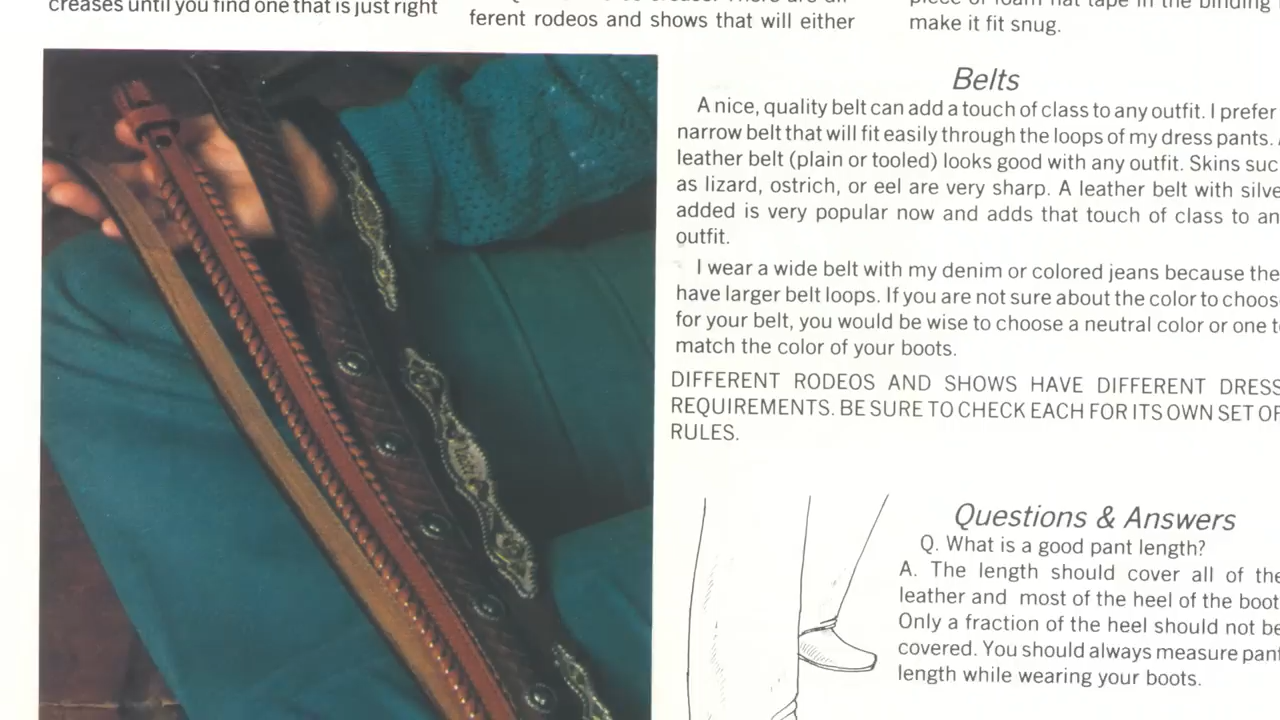 creases until you find one that is just right
ferent rodeos and shows that will either
make it fit snug.
Belts
A nice, quality belt can add a touch of class to any outfit. I prefer
narrow belt that will fit easily through the loops of my dress pants.
leather belt (plain or tooled) looks good with any outfit. Skins suc
as lizard, ostrich, or eel are very sharp. A leather belt with silve
added is very popular now and adds that touch of class to an
outfit.
I wear a wide belt with my denim or colored jeans because the
have larger belt loops. If you are not sure about the color to choos
for your belt, you would be wise to choose a neutral color or one t
match the color of your boots.
DIFFERENT RODEOS AND SHOWS HAVE DIFFERENT DRESS
REQUIREMENTS. BE SURE TO CHECK EACH FOR ITS OWN SET OF
RULES.
Questions & Answers
Q. What is a good pant length?
A. The length should cover all of the
leather and most of the heel of the boot
Only a fraction of the heel should not be
covered. You should always measure pant
length while wearing your boots.